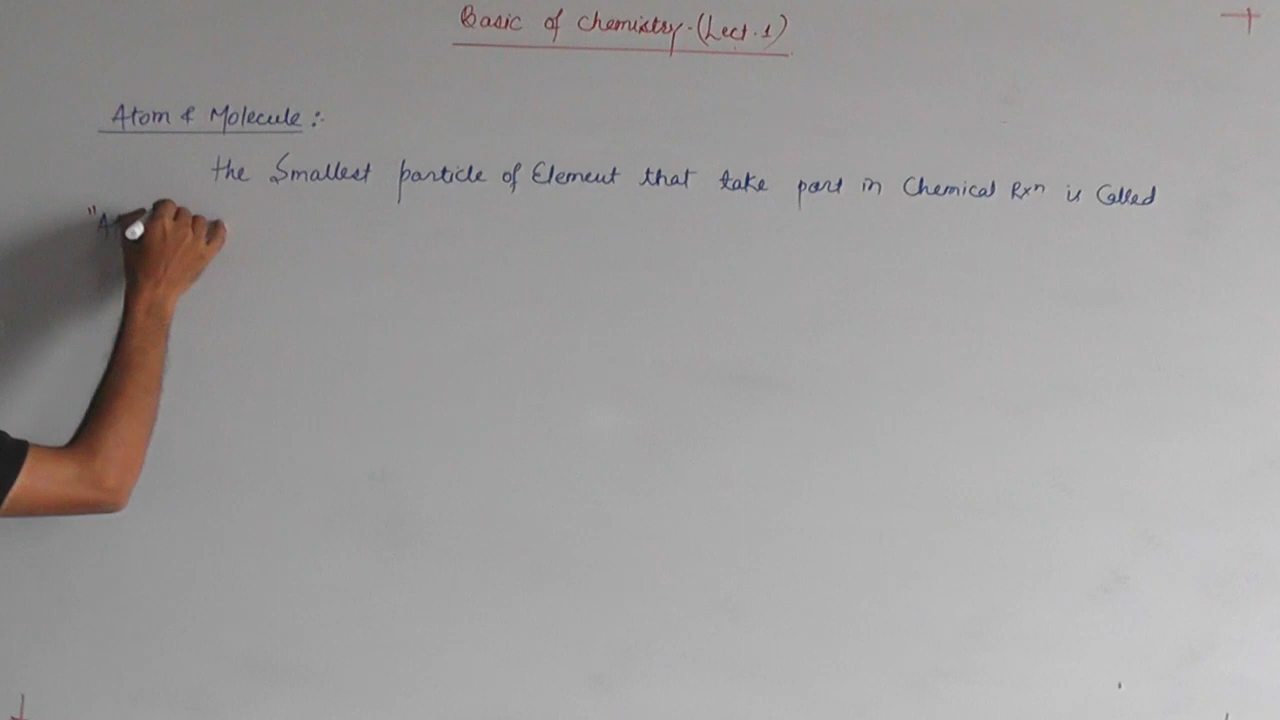 Basic of Chemistry.(Lect.1)
Atom & Molecule :-
the Smallest particle of Element that take part in Chemical Rxn is Called
"A